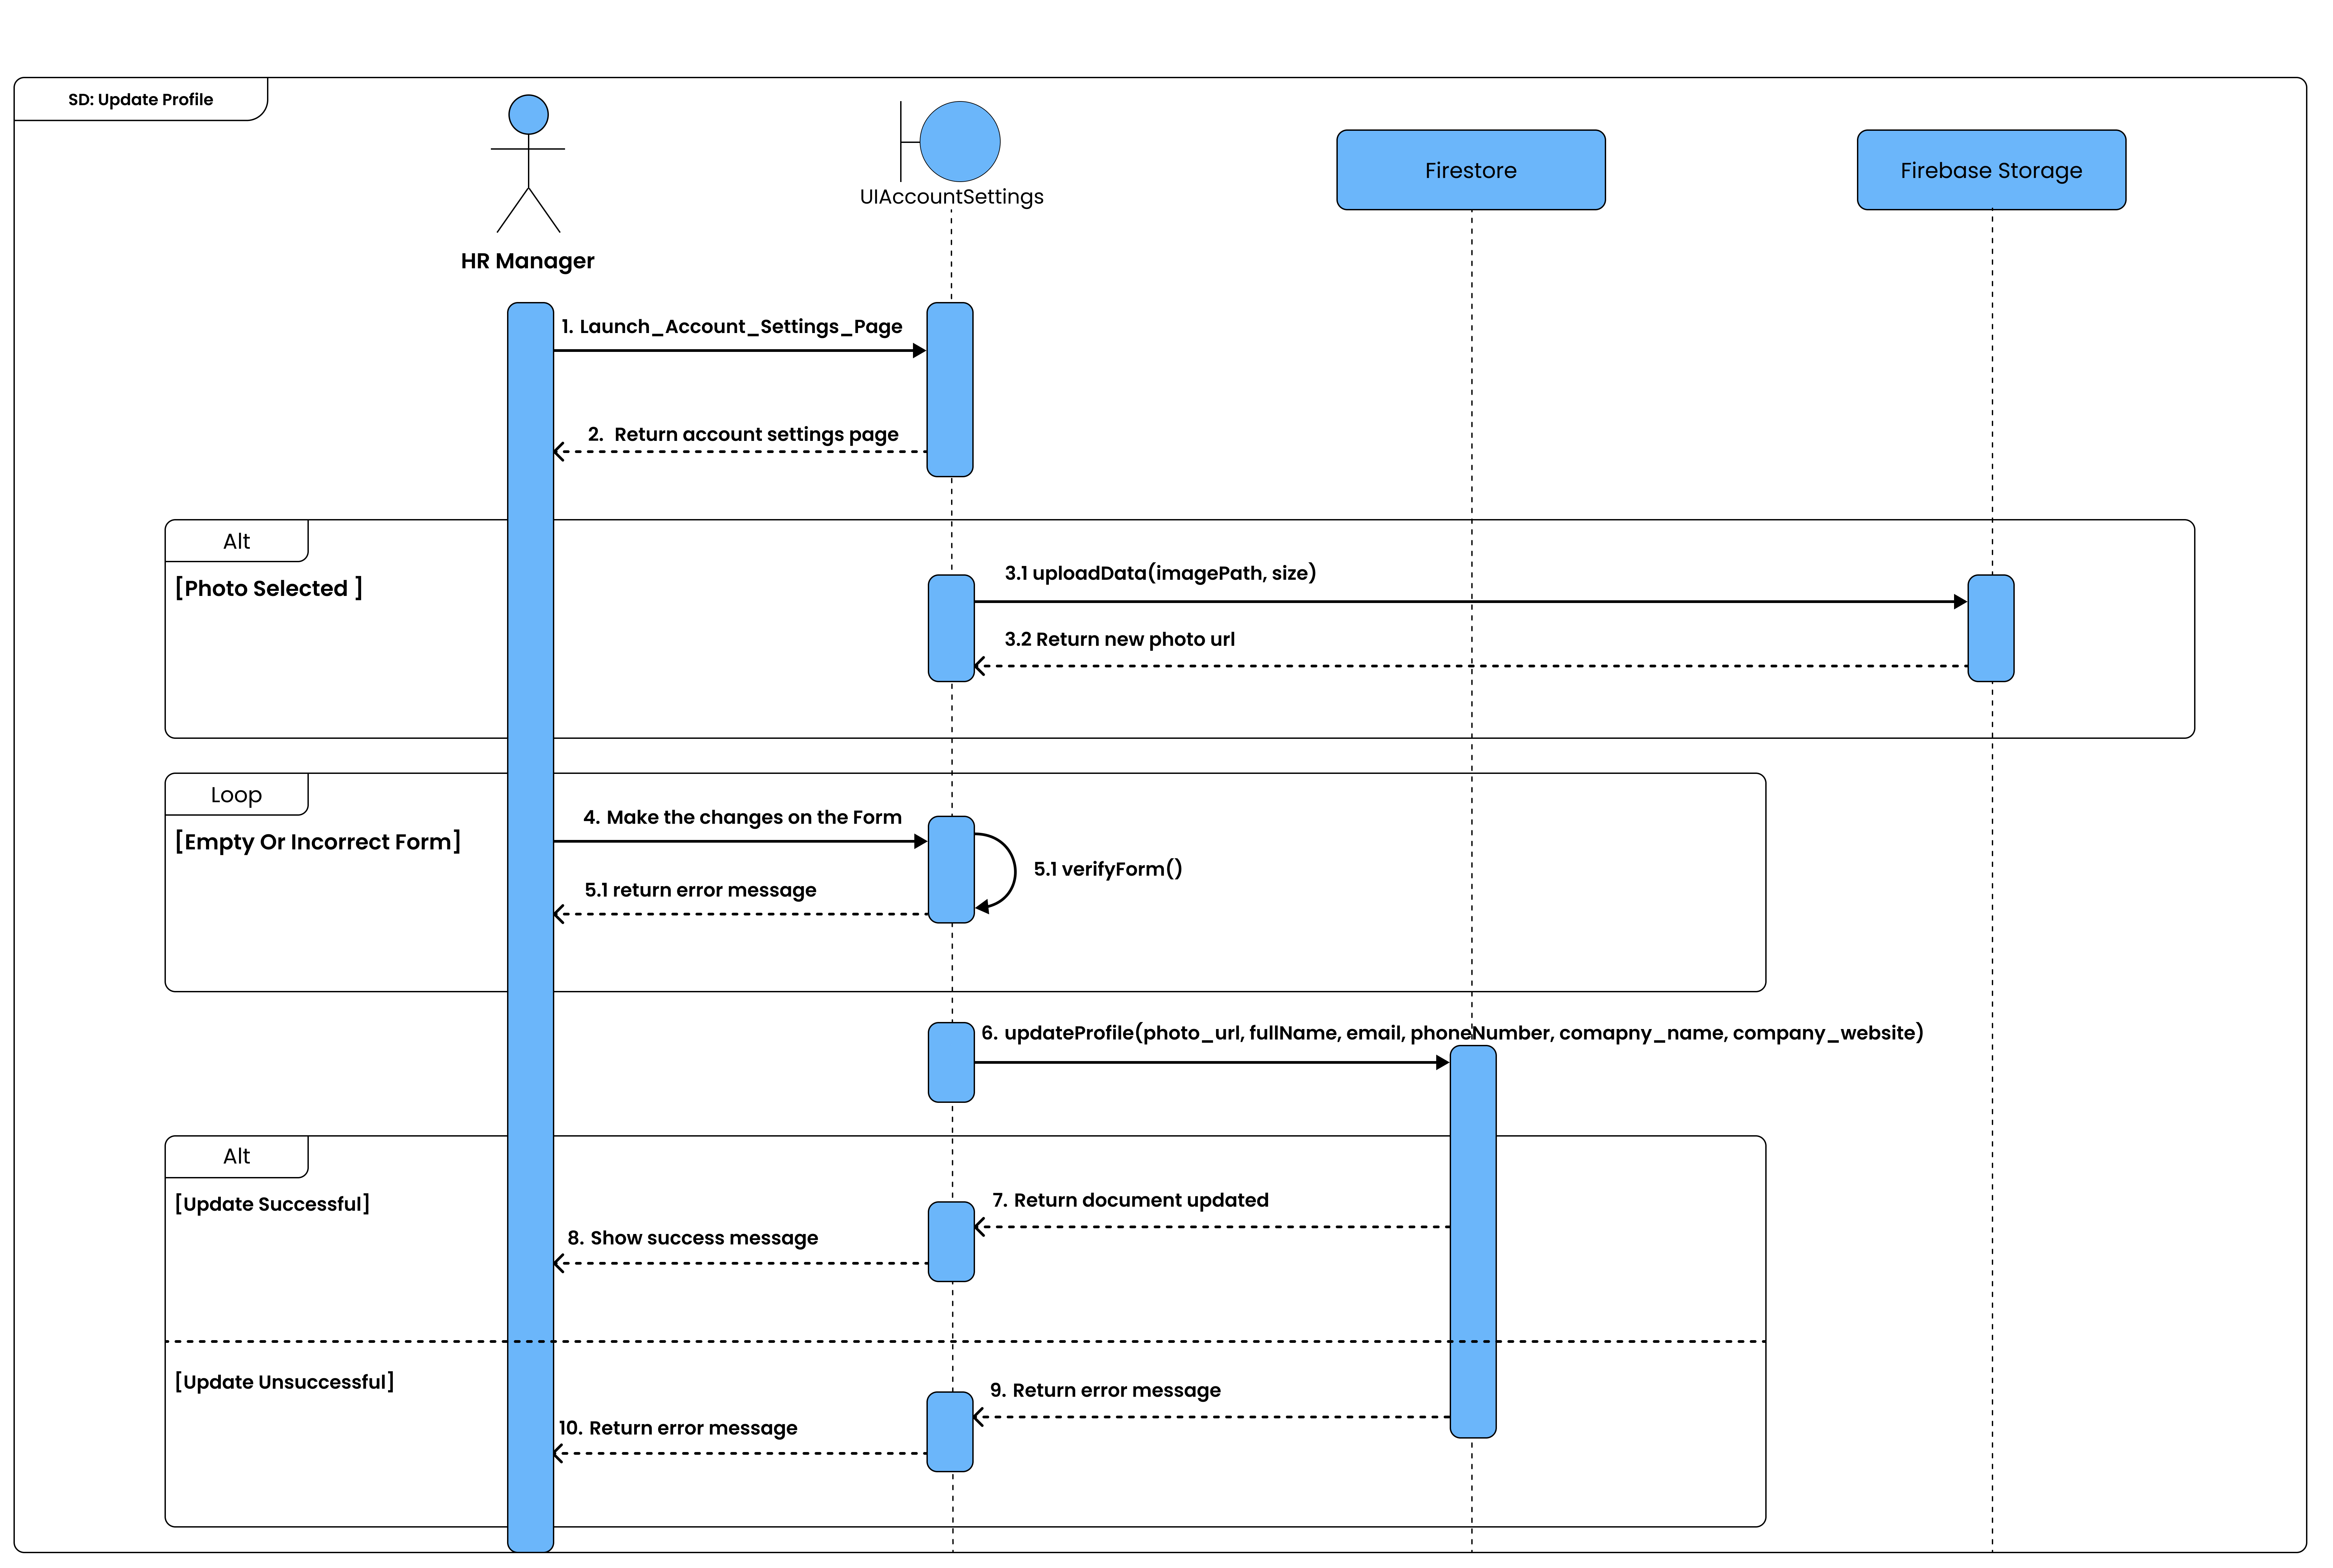 SD: Update Profile
UIAccountSettings
Firestore
Firebase Storage
HR Manager
1. Launch_Account_Settings_Page
2. Return account settings page
Alt
[Photo Selected ]
3.1 uploadData(imagePath, size)
3.2 Return new photo url
Loop
[Empty Or Incorrect Form]
4. Make the changes on the Form
5.1 verifyForm()
5.1 return error message
6. updateProfile(photo_url, fullName, email, phoneNumber, comapny_name, company_website)
Alt
[Update Successful]
7. Return document updated
8. Show success message
[Update Unsuccessful]
9. Return error message
10. Return error message